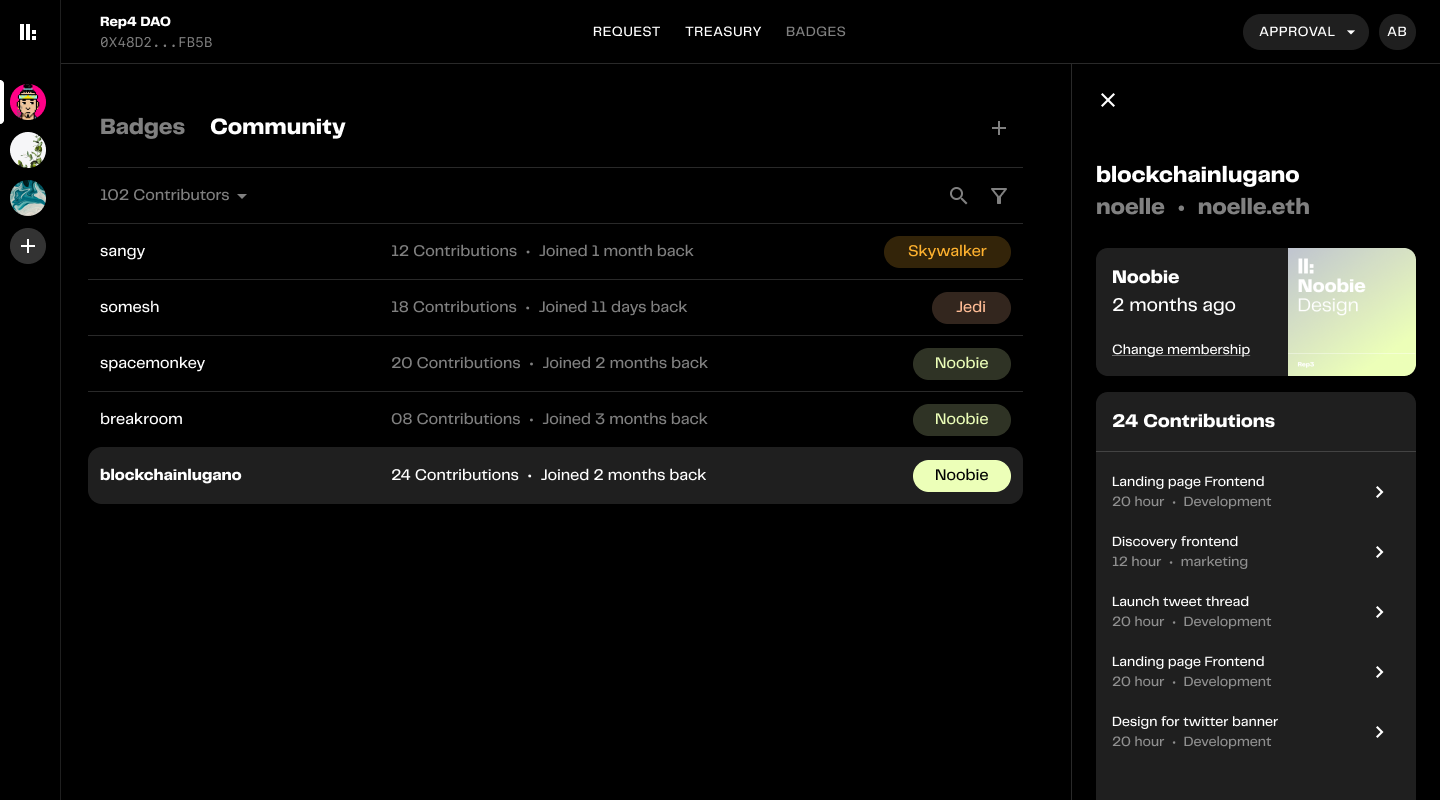 Rep4 DAO
0X48D2...FB5B
REQUEST TREASURY BADGES
APPROVAL
AB
Badges Community
102 Contributors
sangy 12 Contributions • Joined 1 month back Skywalker
somesh 18 Contributions • Joined 11 days back Jedi
spacemonkey 20 Contributions • Joined 2 months back Noobie
breakroom 08 Contributions • Joined 3 months back Noobie
blockchainlugano 24 Contributions • Joined 2 months back Noobie
blockchainlugano
noelle • noelle.eth
Noobie
2 months ago
Change membership
Noobie
Design
Rep3
24 Contributions
Landing page Frontend
20 hour • Development
Discovery frontend
12 hour • marketing
Launch tweet thread
20 hour • Development
Landing page Frontend
20 hour • Development
Design for twitter banner
20 hour • Development